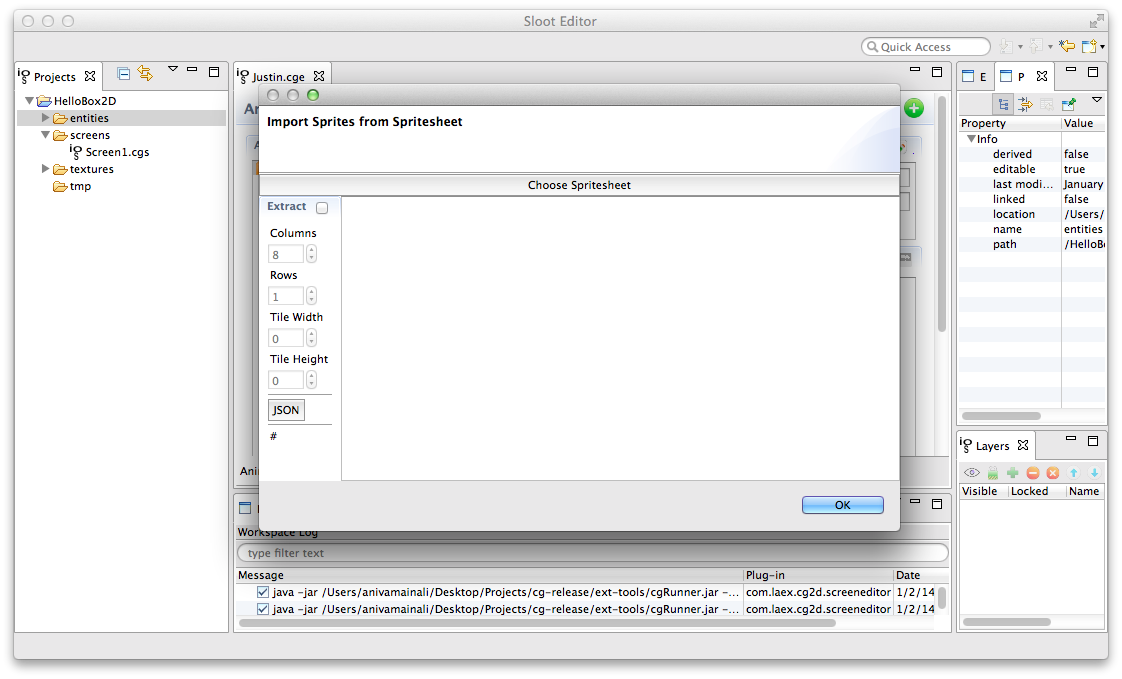 Sloot Editor
Quick Access
Projects
HelloBox2D
entities
screens
Screen1.cgs
textures
tmp
Justin.cge
An
A
Import Sprites from Spritesheet
Choose Spritesheet
Extract
Columns
8
Rows
1
Tile Width
0
Tile Height
0
JSON
#
OK
Ani
Workspace Log
type filter text
Message Plug-in Date
java -jar /Users/anivamainali/Desktop/Projects/cg-release/ext-tools/cgRunner.jar -... com.laex.cg2d.screeneditor 1/2/14
java -jar /Users/anivamainali/Desktop/Projects/cg-release/ext-tools/cgRunner.jar -... com.laex.cg2d.screeneditor 1/2/14
E P
Property Value
Info
derived false
editable true
last modi... January
linked false
location /Users/
name entities
path /HelloB
Layers
Visible Locked Name